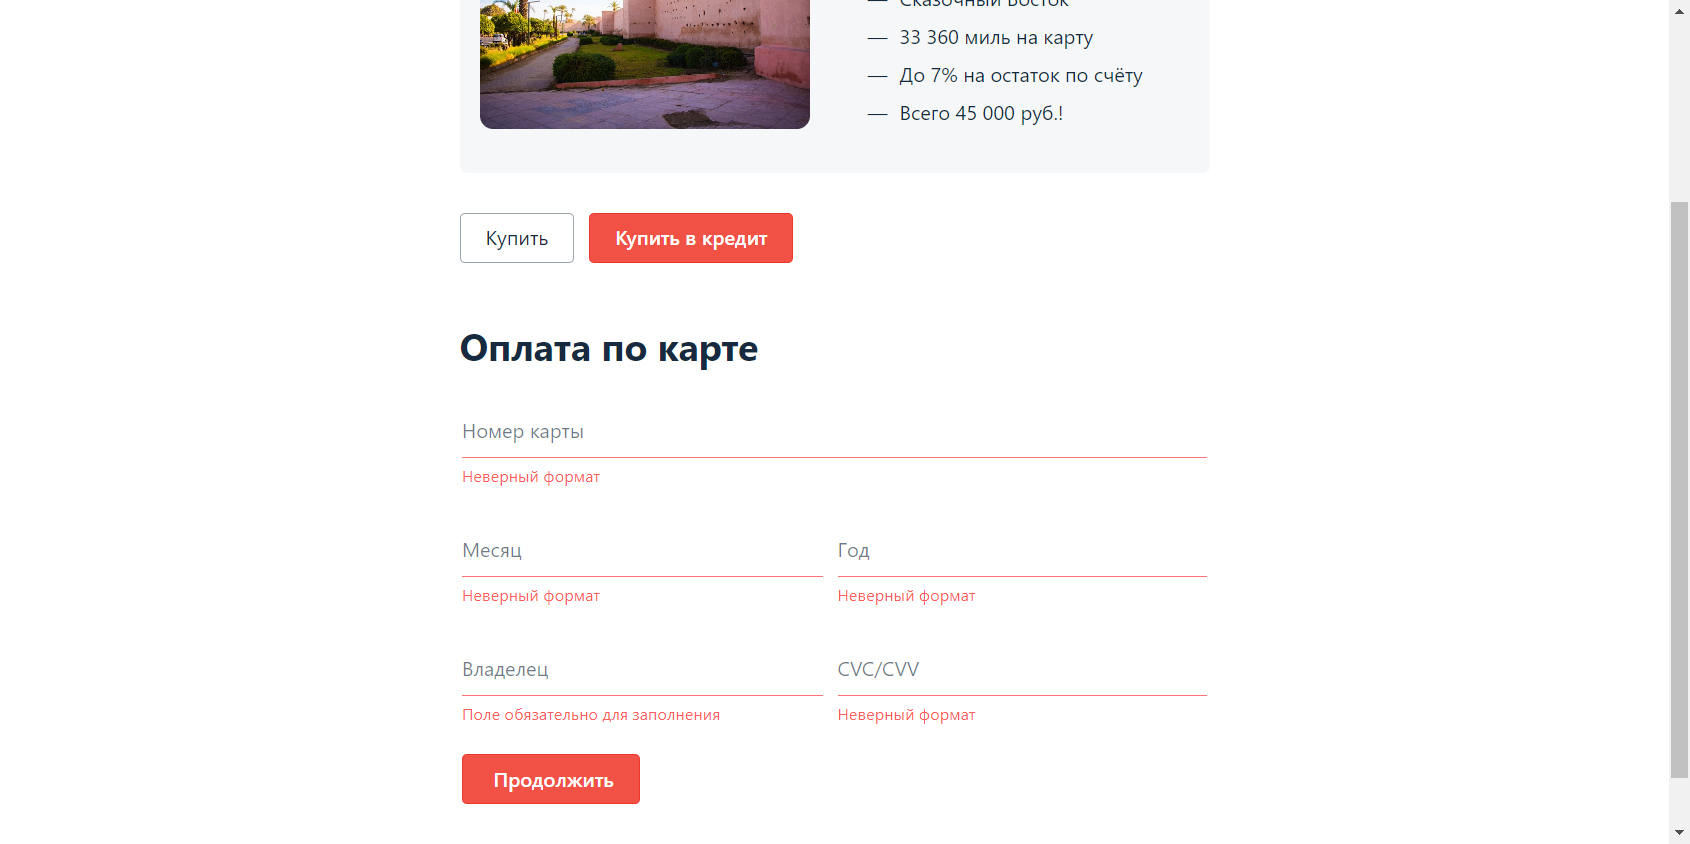 — Сказочный Восток
— 33 360 миль на карту
— До 7% на остаток по счёту
— Всего 45 000 руб.!
Купить
Купить в кредит
Оплата по карте
Номер карты
Неверный формат
Месяц
Год
Неверный формат
Неверный формат
Владелец
CVC/CVV
Поле обязательно для заполнения
Неверный формат
Продолжить